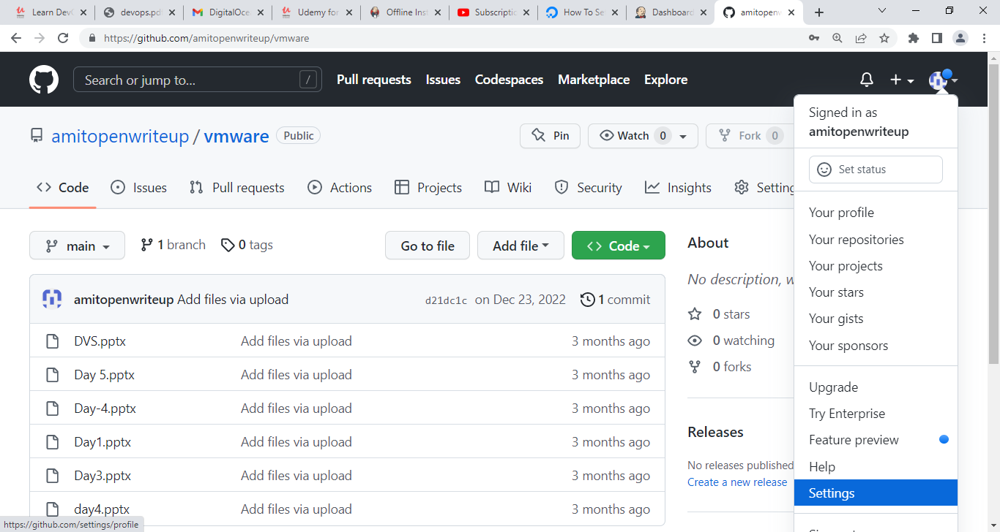 Learn Dev
devops.pd
DigitalOce
Udemy for
Offline Ins
Subscriptio
How To Se
Dashboard
amitopenw
https://github.com/amitopenwriteup/vmware
Search or jump to...
/
Pull requests
Issues
Codespaces
Marketplace
Explore
Signed in as
amitopenwriteup
Set status
Your profile
Your repositories
Your projects
Your stars
Your gists
Your sponsors
Upgrade
Try Enterprise
Feature preview
Help
Settings
amitopenwriteup / vmware
Public
Pin
Watch 0
Fork 0
Code
Issues
Pull requests
Actions
Projects
Wiki
Security
Insights
Setting
main
1 branch
0 tags
Go to file
Add file
Code
amitopenwriteup Add files via upload
d21dc1c on Dec 23, 2022
1 commit
DVS.pptx Add files via upload 3 months ago
Day 5.pptx Add files via upload 3 months ago
Day-4.pptx Add files via upload 3 months ago
Day1.pptx Add files via upload 3 months ago
Day3.pptx Add files via upload 3 months ago
day4.pptx Add files via upload 3 months ago
About
No description, w
0 stars
0 watching
0 forks
Releases
No releases published
Create a new release
https://github.com/settings/profile